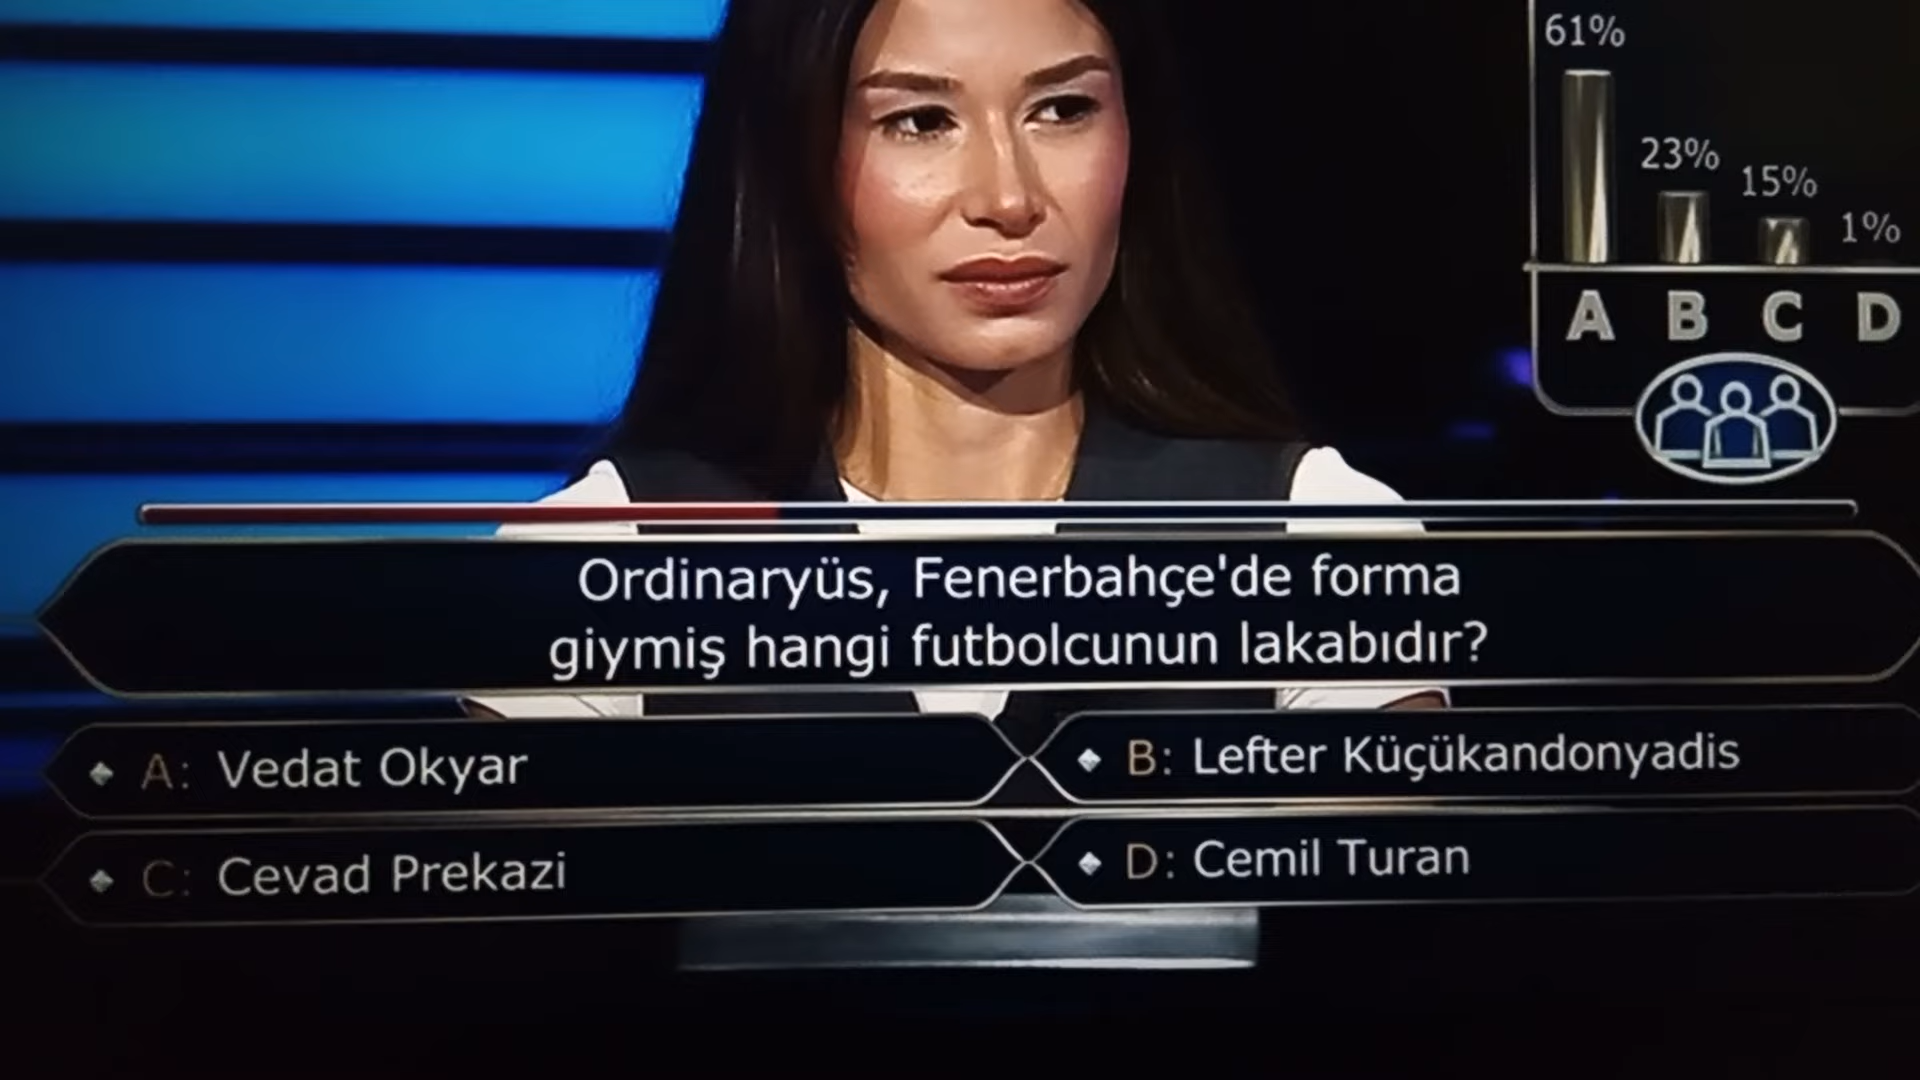 61%
23%
15%
1%
A B C D
Ordinaryüs, Fenerbahçe'de forma
giymiş hangi futbolcunun lakabıdır?
A: Vedat Okyar
B: Lefter Küçükandonyadis
C: Cevad Prekazi
D: Cemil Turan